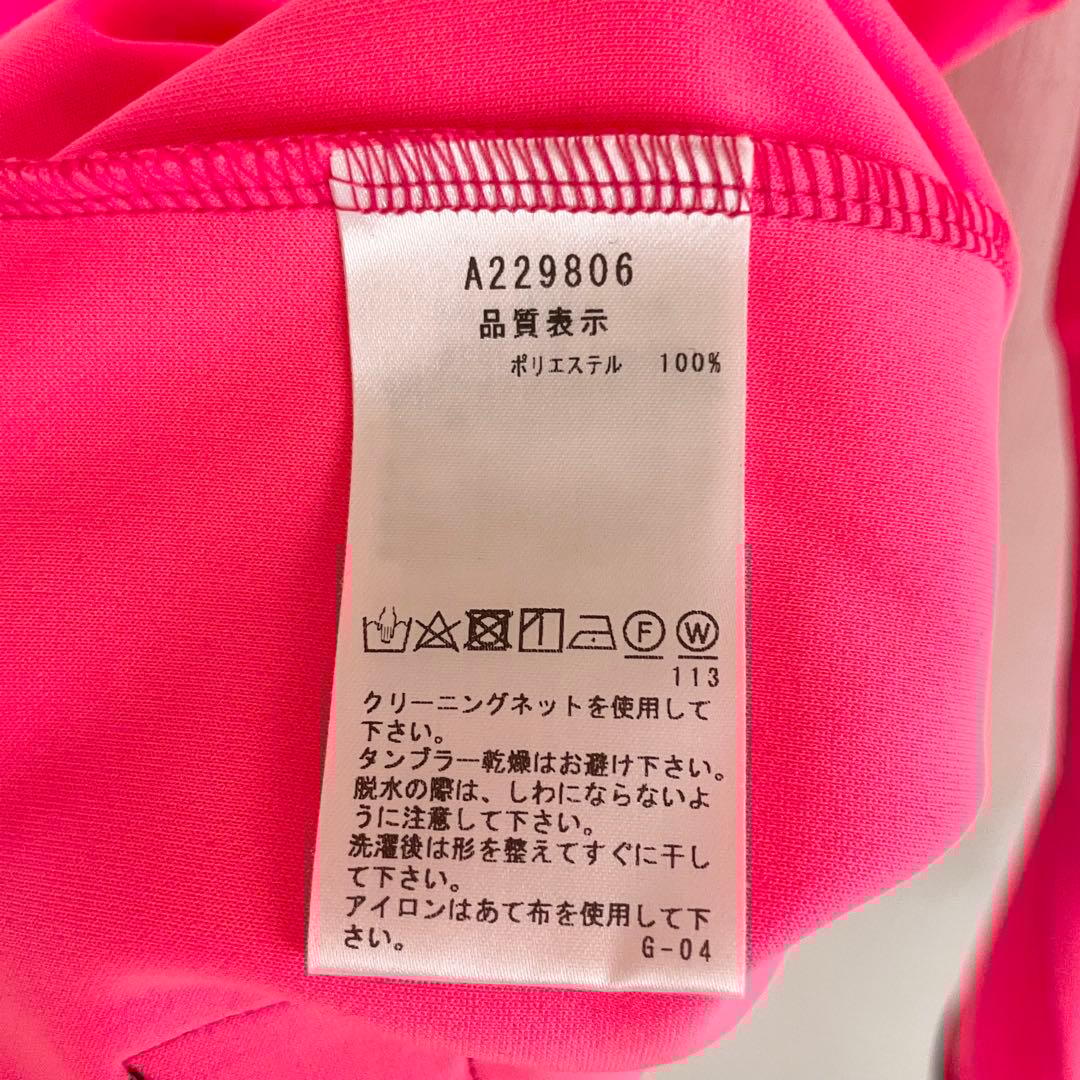 A229806
品質表示
ポリエステル 100%
F W
113
クリーニングネットを使用して
下さい。
タンブラー乾燥はお避け下さい。
脱水の際は、しわにならないよ
うに注意して下さい。
洗濯後は形を整えてすぐに干し
て下さい。
アイロンはあて布を使用して下
さい。 G-04